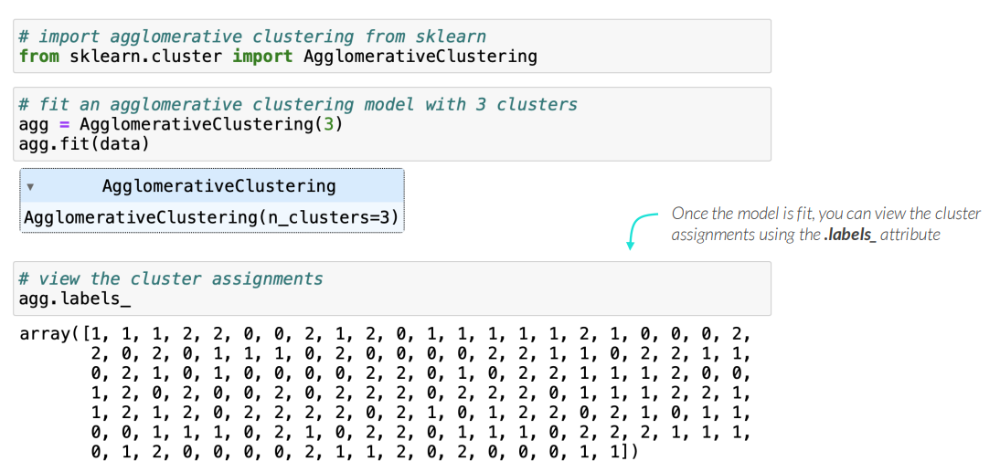 # import agglomerative clustering from sklearn
from sklearn.cluster import AgglomerativeClustering
# fit an agglomerative clustering model with 3 clusters
agg = AgglomerativeClustering(3)
agg.fit(data)
▾ AgglomerativeClustering
AgglomerativeClustering(n_clusters=3)
Once the model is fit, you can view the cluster
assignments using the .labels_ attribute
# view the cluster assignments
agg.labels_
array([1, 1, 1, 2, 2, 0, 0, 2, 1, 2, 0, 1, 1, 1, 1, 1, 2, 1, 0, 0, 0, 2,
2, 0, 2, 0, 1, 1, 1, 0, 2, 0, 0, 0, 0, 2, 2, 1, 1, 0, 2, 2, 1, 1,
0, 2, 1, 0, 1, 0, 0, 0, 0, 2, 2, 0, 1, 0, 2, 2, 1, 1, 1, 2, 0, 0,
1, 2, 0, 2, 0, 0, 2, 0, 2, 2, 2, 0, 2, 2, 2, 0, 1, 1, 1, 2, 2, 1,
1, 2, 1, 2, 0, 2, 2, 2, 2, 0, 2, 1, 0, 1, 2, 2, 0, 2, 1, 0, 1, 1,
0, 0, 1, 1, 1, 0, 2, 1, 0, 2, 2, 0, 1, 1, 1, 0, 2, 2, 2, 1, 1, 1,
0, 1, 2, 0, 0, 0, 0, 2, 1, 1, 2, 0, 2, 0, 0, 0, 1, 1])